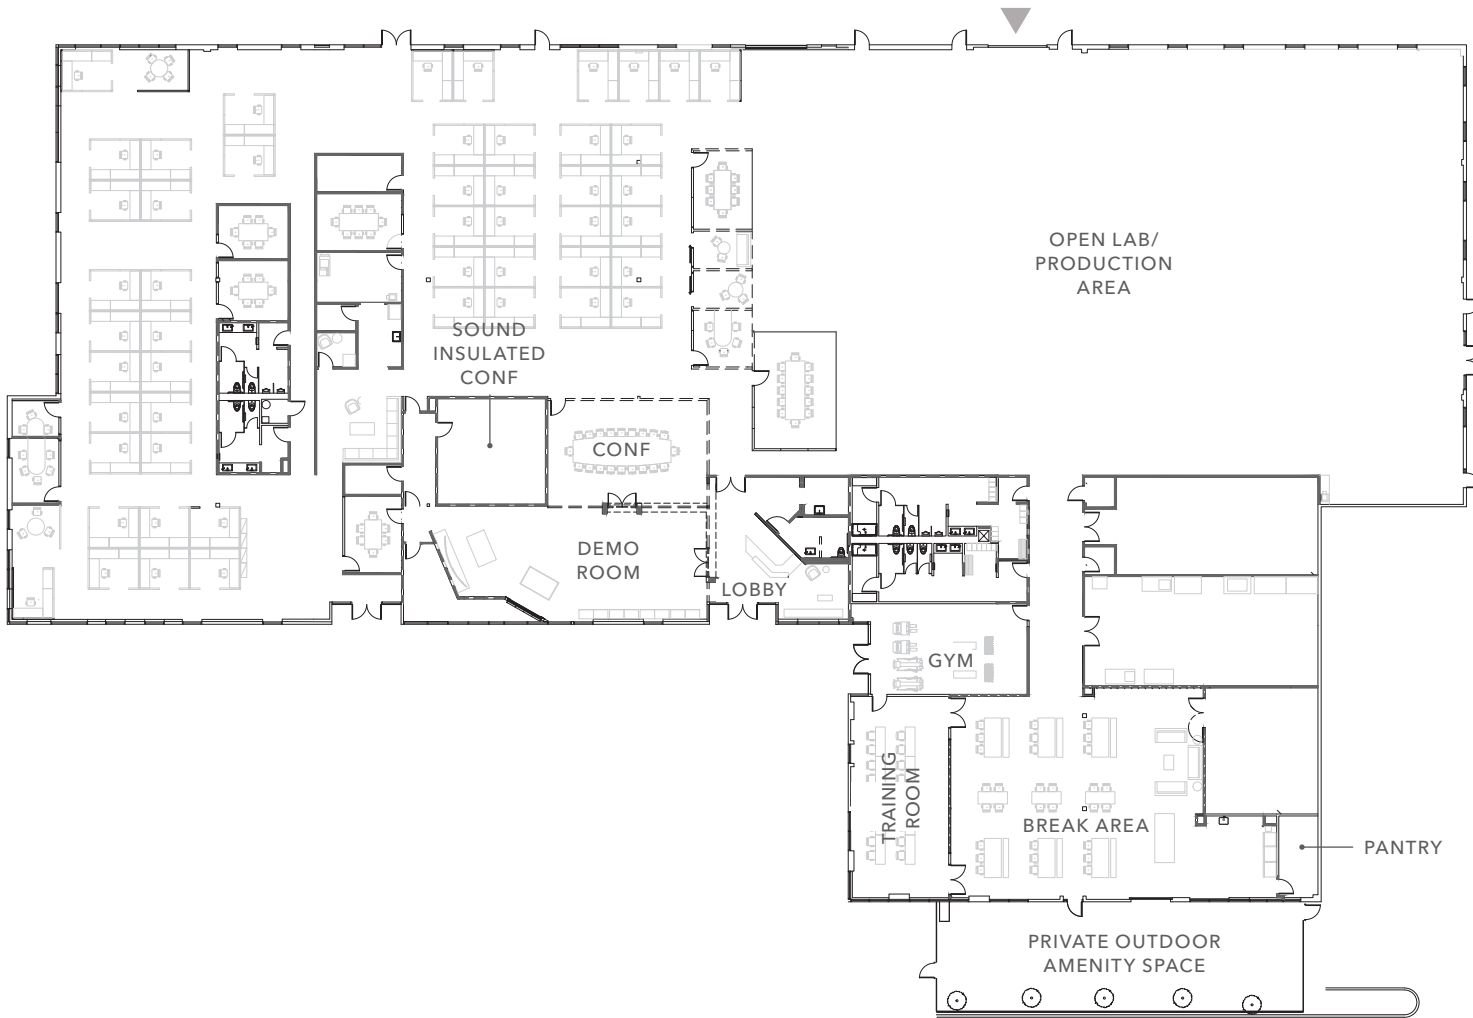 OPEN LAB/
PRODUCTION
AREA
SOUND
INSULATED
CONF
CONF
DEMO
ROOM
LOBBY
GYM
TRAINING
ROOM
BREAK AREA
PANTRY
PRIVATE OUTDOOR
AMENITY SPACE